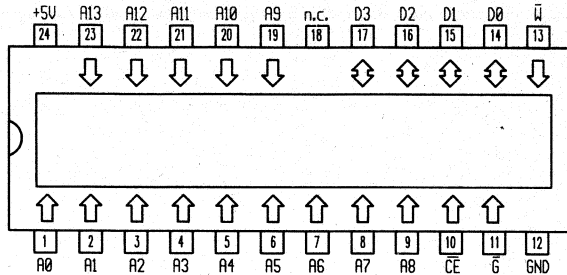 +5V A13 A12 A11 A10 A9 n.c. D3 D2 D1 D0 W̅
24 23 22 21 20 19 18 17 16 15 14 13
1 2 3 4 5 6 7 8 9 10 11 12
A0 A1 A2 A3 A4 A5 A6 A7 A8 C̅E̅ G̅ GND